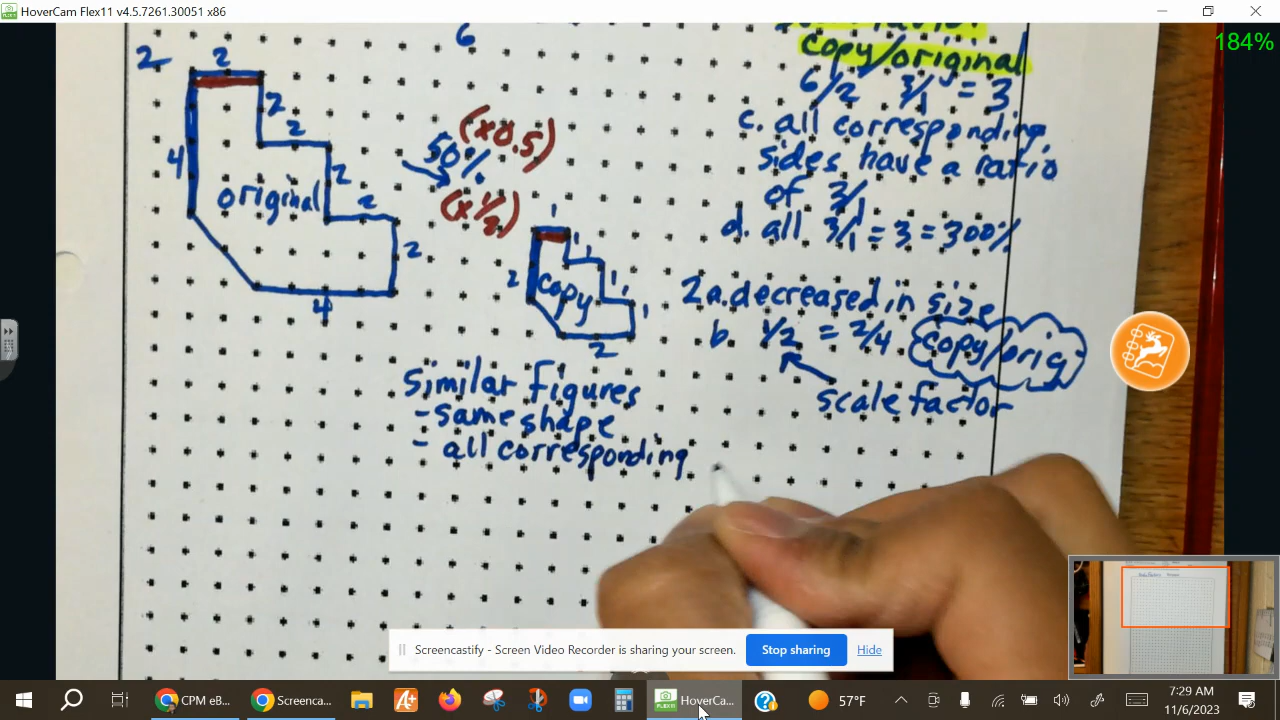 HoverCam Flex11 v4.5.7261.30051 x86
184%
6
copy/original
6/2 3/1 = 3
c. all corresponding
sides have a ratio
of 3/1
d. all 3/1 = 3 = 300%
2
2
2
2
4
2
2
original
2
4
(x0.5)
50%
(x 1/2)
1
1
1
1
1
1
2
copy
2
2a. decreased in size
b. 1/2 = 2/4 copy/orig
scale factor
Similar figures
- same shape
- all corresponding
Screencastify - Screen Video Recorder is sharing your screen.
Stop sharing
Hide
CPM eB...
Screenca...
HoverCa...
57°F
7:29 AM
11/6/2023